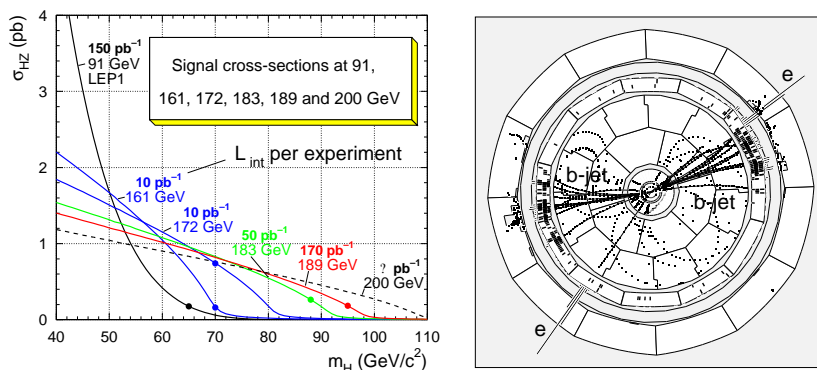 σHZ (pb)
4
3
2
1
0
150 pb−1
91 GeV
LEP1
Signal cross-sections at 91,
161, 172, 183, 189 and 200 GeV
Lint per experiment
10 pb−1
161 GeV
10 pb−1
172 GeV
50 pb−1
183 GeV
170 pb−1
189 GeV
? pb−1
200 GeV
40 50 60 70 80 90 100 110
mH (GeV/c2)
e
b-jet
b-jet
e